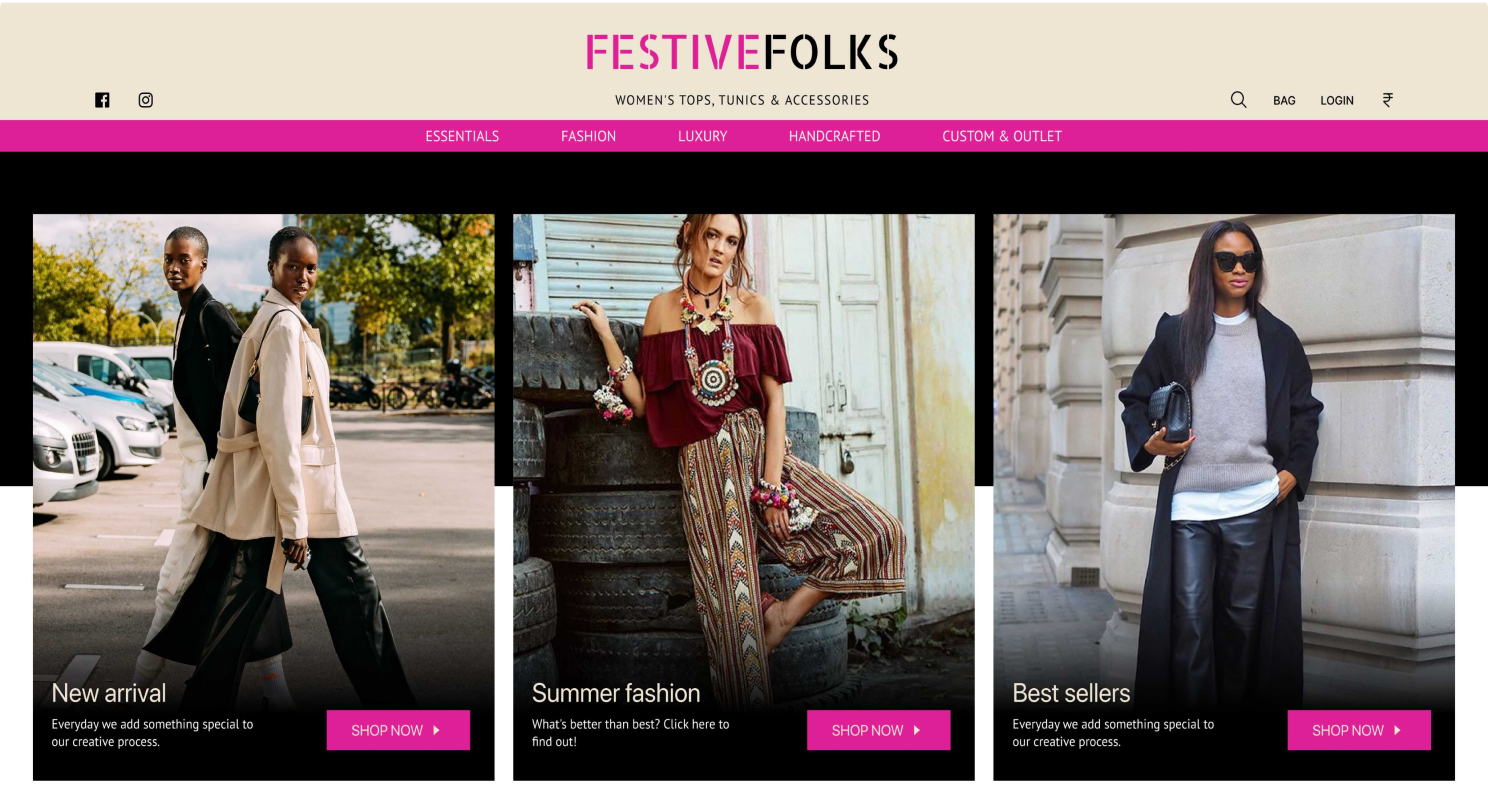 FESTIVEFOLKS
WOMEN'S TOPS, TUNICS & ACCESSORIES
BAG LOGIN ₹
ESSENTIALS FASHION LUXURY HANDCRAFTED CUSTOM & OUTLET
New arrival
Everyday we add something special to
our creative process.
SHOP NOW
Summer fashion
What's better than best? Click here to
find out!
SHOP NOW
Best sellers
Everyday we add something special to
our creative process.
SHOP NOW